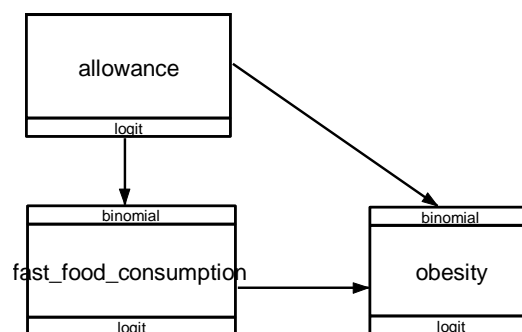 allowance
logit
binomial
fast_food_consumption
logit
binomial
obesity
logit